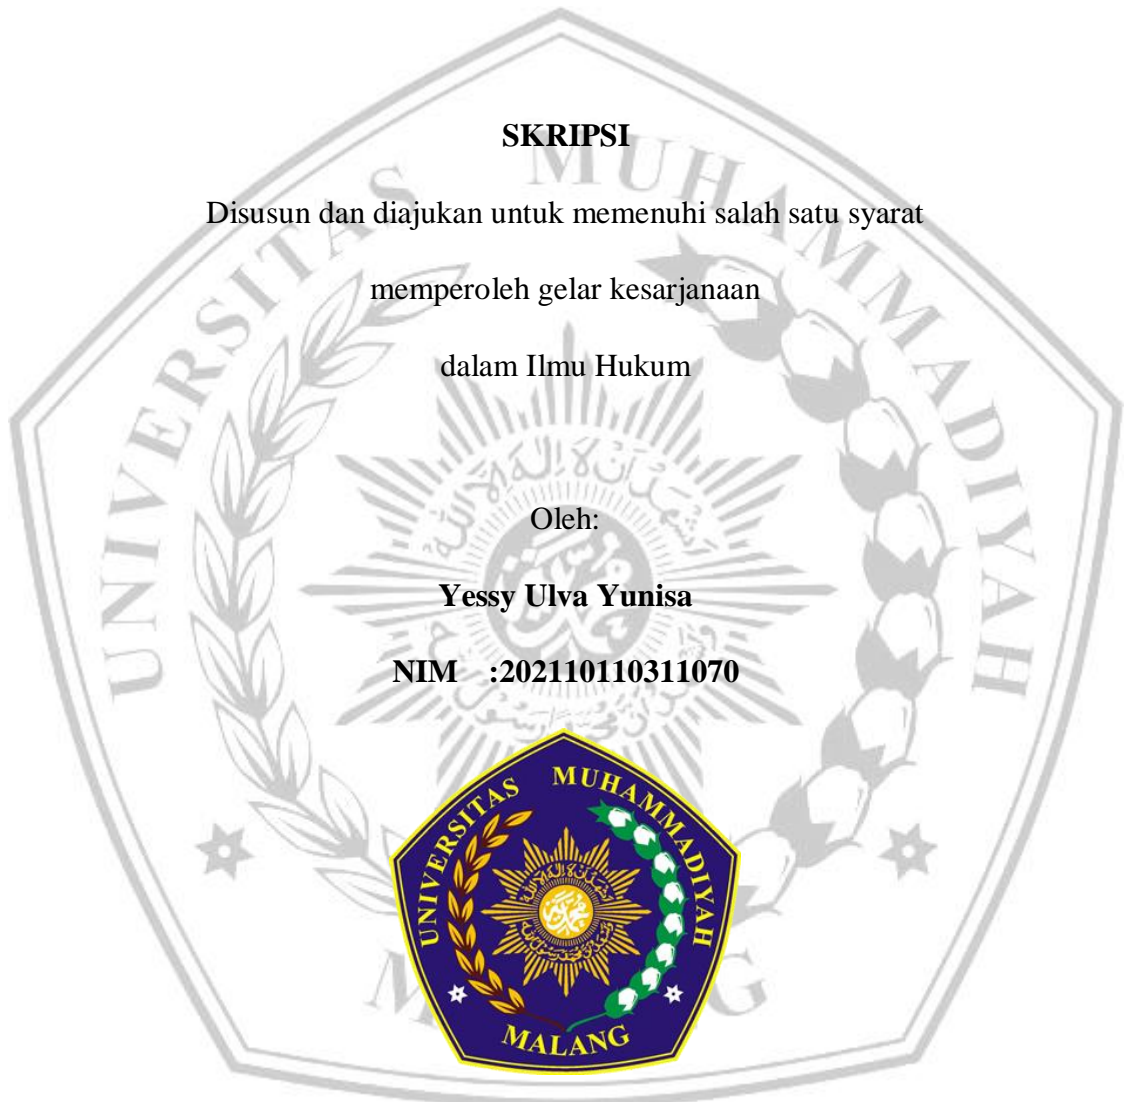 SKRIPSI
Disusun dan diajukan untuk memenuhi salah satu syarat
memperoleh gelar kesarjanaan
dalam Ilmu Hukum
Oleh:
Yessy Ulva Yunisa
NIM :202110110311070
UNIVERSITAS MUHAMMADIYAH
MALANG